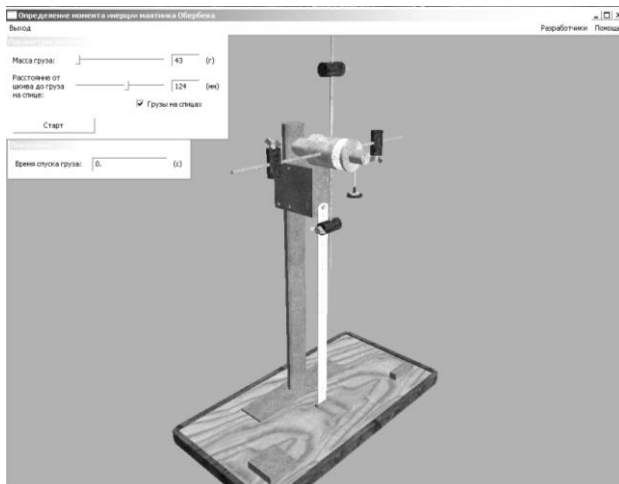 Определение момента инерции маятника Обербека
Выход
Разработчики Помощь
Масса груза:
43
(г)
Расстояние от
шкива до груза
на спице:
124
(мм)
Грузы на спицах
Старт
Время спуска груза:
0.
(с)